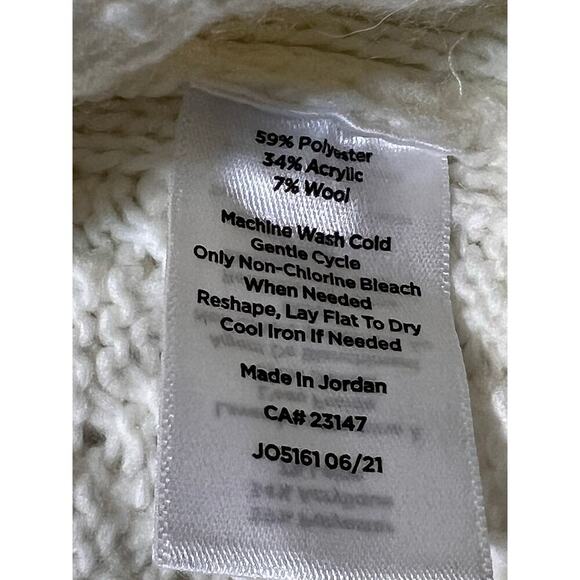 59% Polyester
34% Acrylic
7% Wool
Machine Wash Cold
Gentle Cycle
Only Non-Chlorine Bleach
When Needed
Reshape, Lay Flat To Dry
Cool Iron If Needed
Made In Jordan
CA# 23147
JO5161 06/21